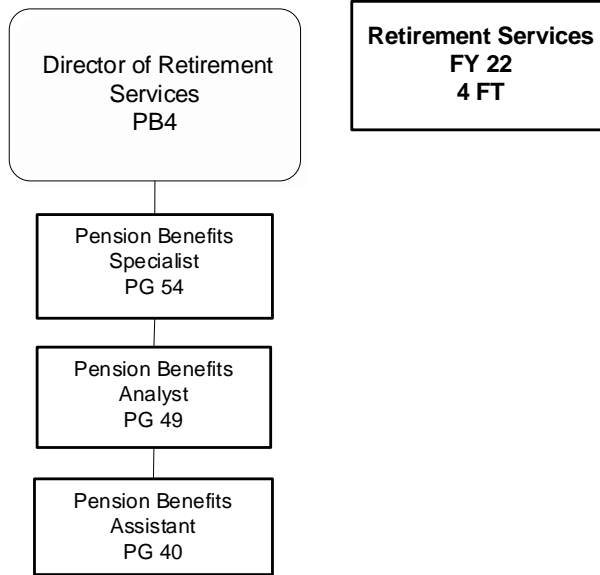 Director of Retirement
Services
PB4
Retirement Services
FY 22
4 FT
Pension Benefits
Specialist
PG 54
Pension Benefits
Analyst
PG 49
Pension Benefits
Assistant
PG 40